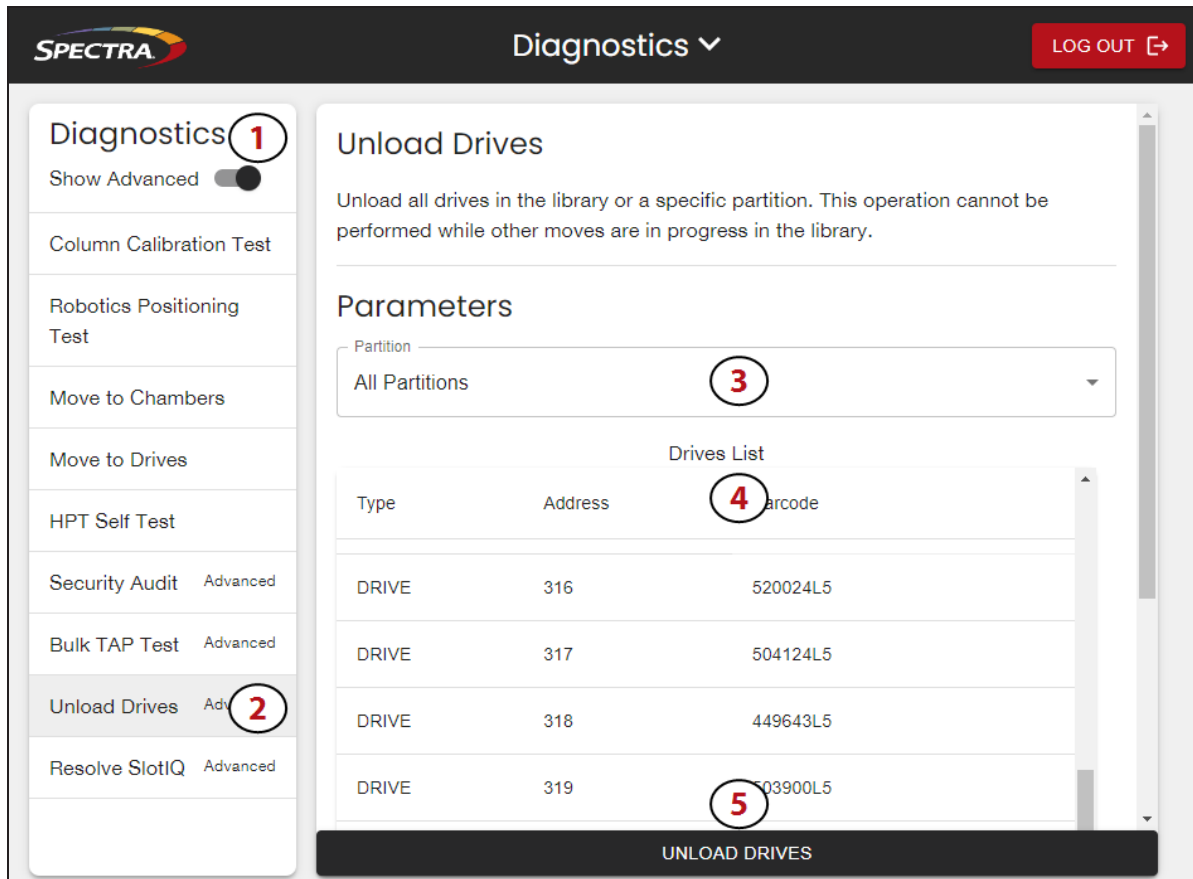 SPECTRA
Diagnostics
LOG OUT
Diagnostics 1
Show Advanced
Column Calibration Test
Robotics Positioning
Test
Move to Chambers
Move to Drives
HPT Self Test
Security Audit Advanced
Bulk TAP Test Advanced
Unload Drives Adv 2
Resolve SlotIQ Advanced
Unload Drives
Unload all drives in the library or a specific partition. This operation cannot be
performed while other moves are in progress in the library.
Parameters
Partition
All Partitions 3
Drives List
Type Address 4 arcode
DRIVE 316 520024L5
DRIVE 317 504124L5
DRIVE 318 449643L5
DRIVE 319 03900L5
5
UNLOAD DRIVES